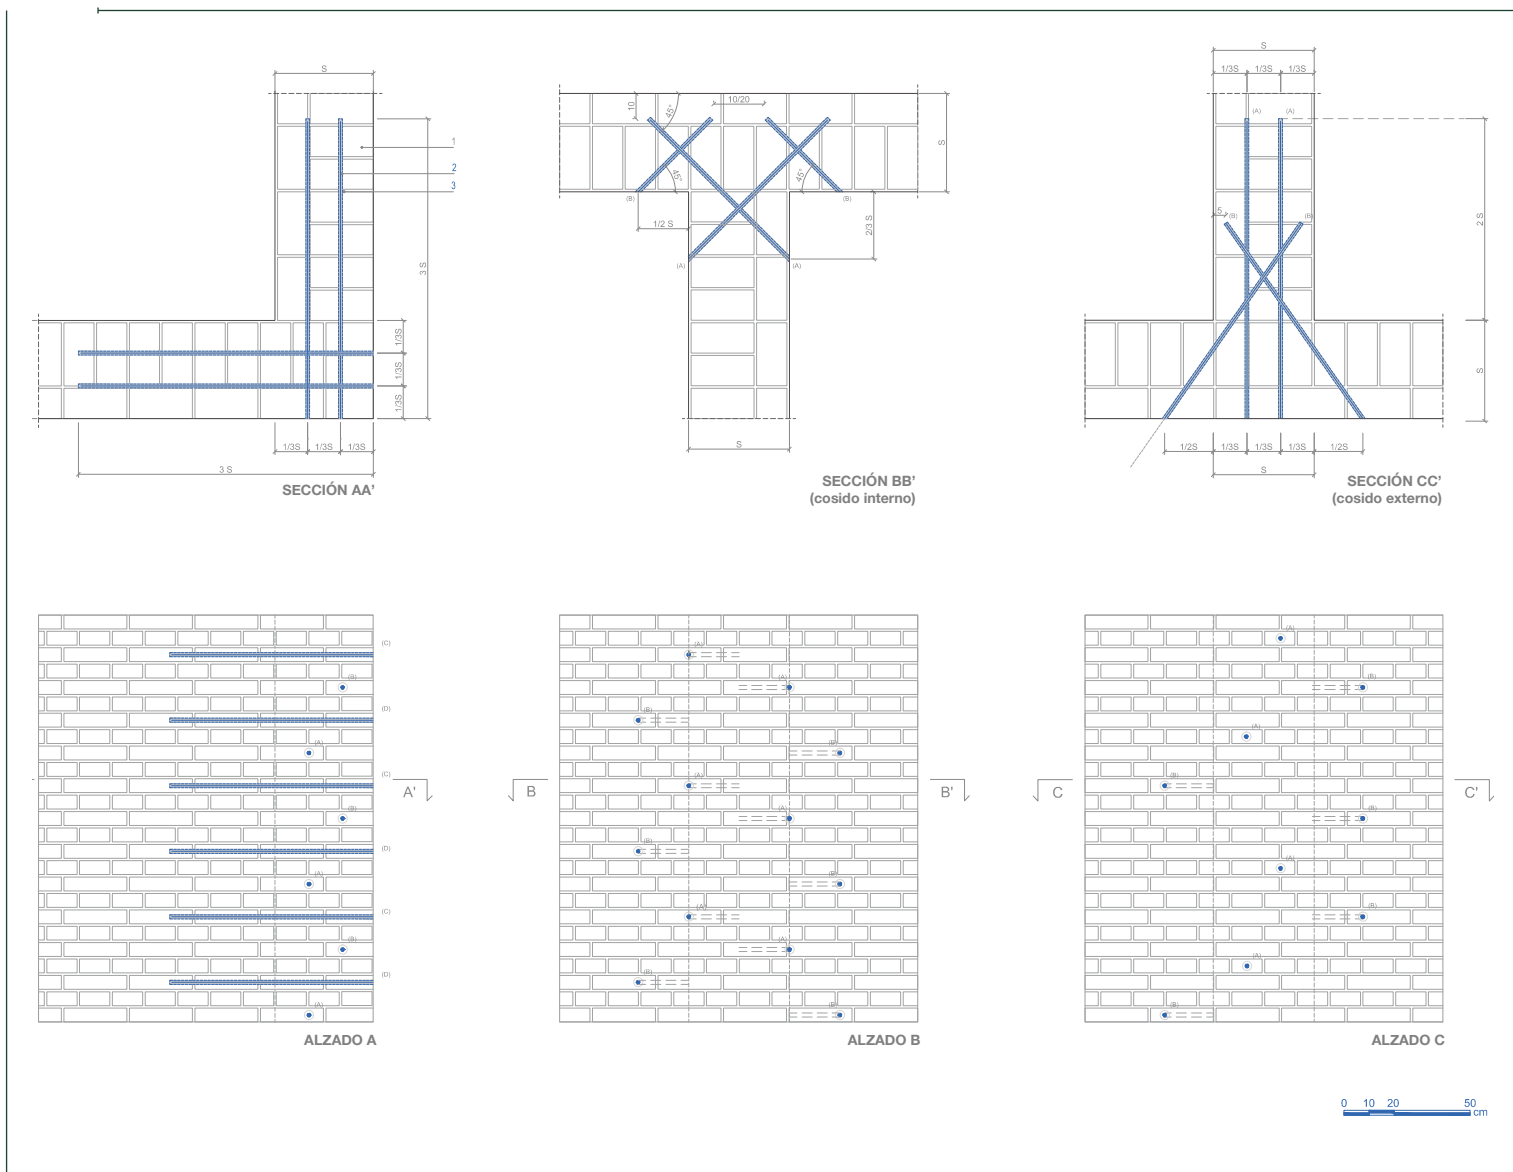 S
1
2
3
3 S
1/3S
1/3S
1/3S
1/3S 1/3S 1/3S
3 S
SECCIÓN AA'
10
45°
10/20
S
45°
45°
(B)
(B)
1/2 S
2/3 S
(A)
(A)
S
SECCIÓN BB'
(cosido interno)
S
1/3S 1/3S 1/3S
(A)
(A)
5
(B)
(B)
2 S
S
1/2S 1/3S 1/3S 1/3S 1/2S
S
SECCIÓN CC'
(cosido externo)
(C)
(B)
(D)
(A)
(C)
A'
(B)
(D)
(A)
(C)
(B)
(D)
(A)
ALZADO A
(A)
(A)
(B)
(B)
(A)
B
B'
(A)
(B)
(B)
(A)
(A)
(B)
(B)
ALZADO B
(A)
(B)
(A)
(B)
C
C'
(B)
(A)
(B)
(A)
(B)
ALZADO C
0 10 20 50
cm